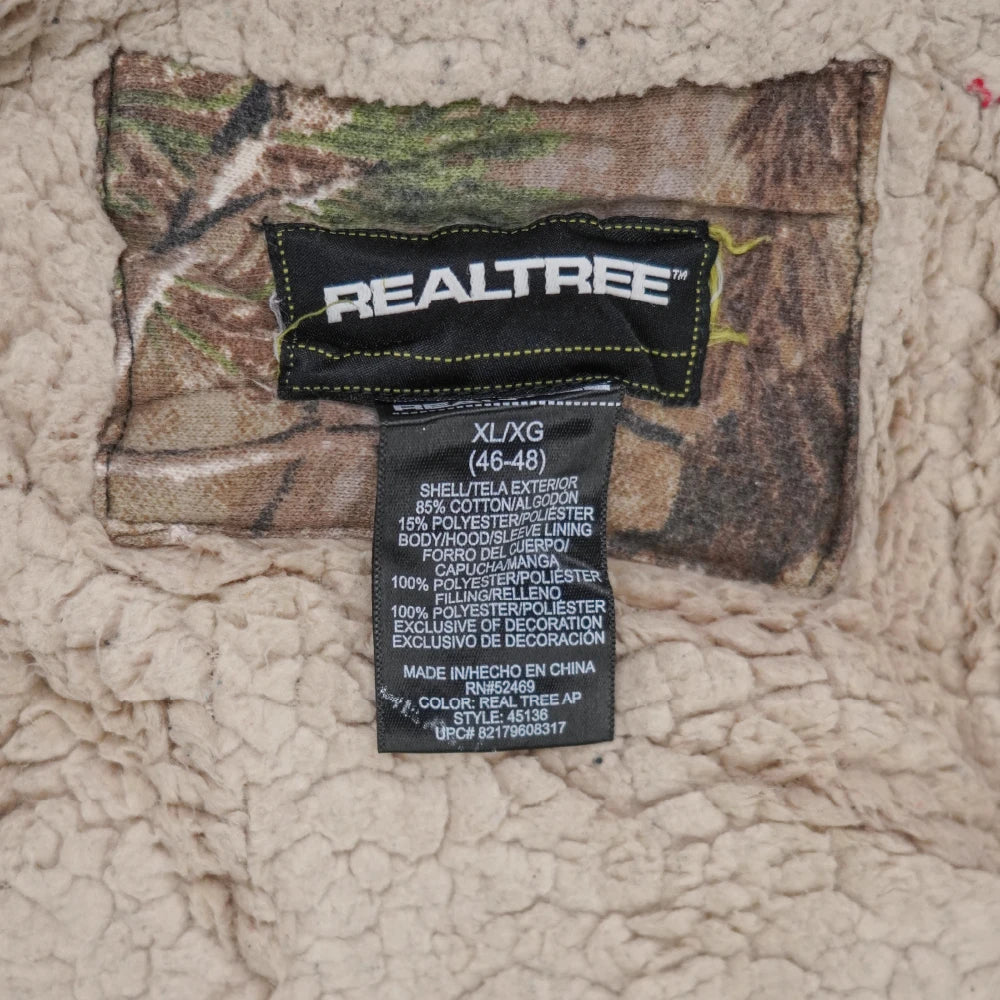 REALTREE™
XL/XG
(46-48)
SHELL/TELA EXTERIOR
85% COTTON/ALGODÓN
15% POLYESTER/POLIÉSTER
BODY/HOOD/SLEEVE LINING
FORRO DEL CUERPO/
CAPUCHA/MANGA
100% POLYESTER/POLIÉSTER
FILLING/RELLENO
100% POLYESTER/POLIÉSTER
EXCLUSIVE OF DECORATION
EXCLUSIVO DE DECORACIÓN
MADE IN/HECHO EN CHINA
RN#52469
COLOR: REAL TREE AP
STYLE: 45136
UPC# 82179608317